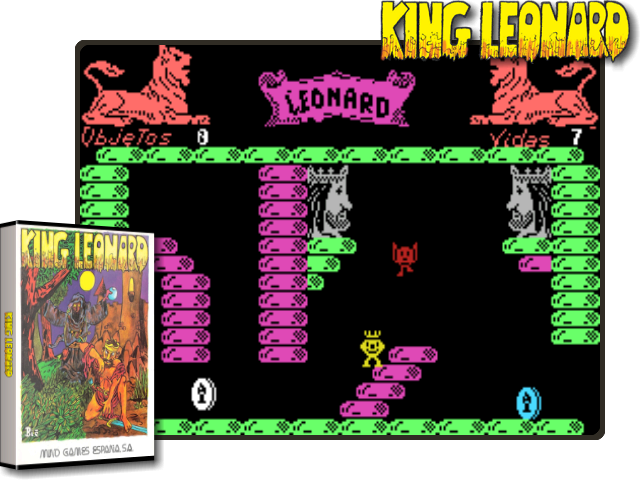 KING LEONARD
LEONARD
Objetos 0
Vidas 7
KING LEONARD
KING LEONARD
MIND GAMES ESPAÑA, S.A.